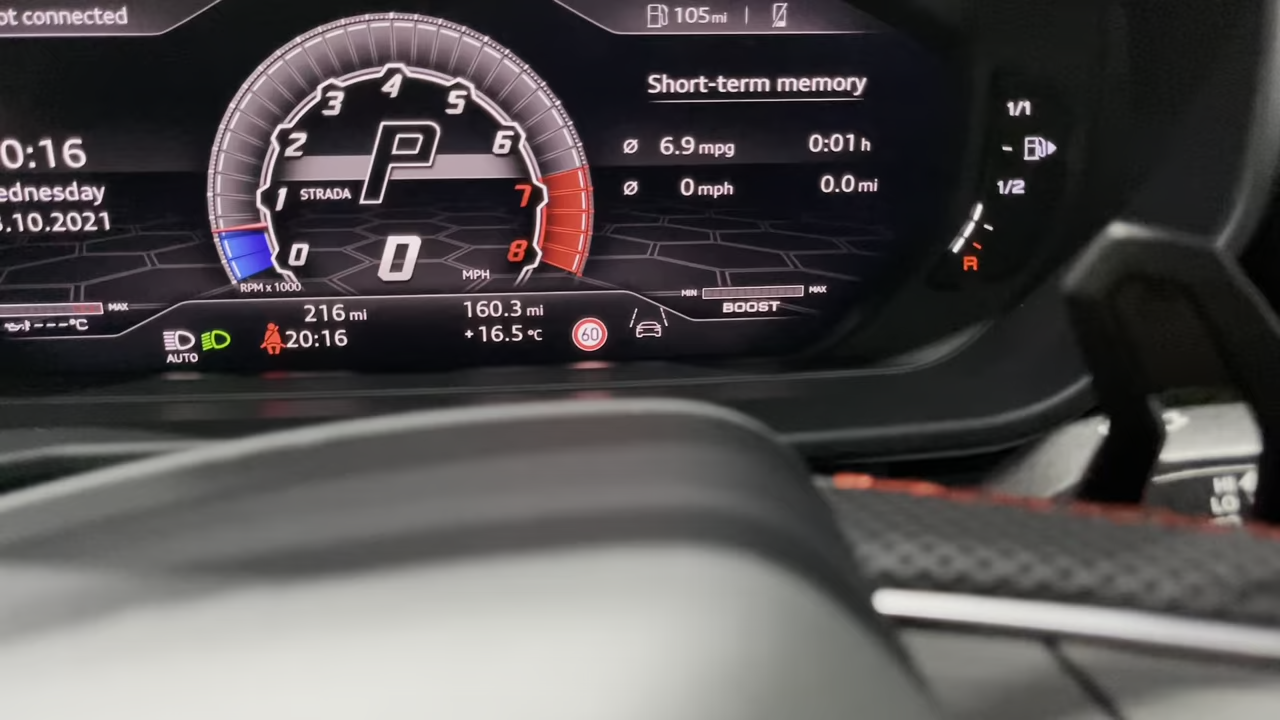 ot connected
105 mi
0:16
ednesday
.10.2021
MAX
---°C
4
3
5
2
6
P
1
STRADA
7
0
8
0
MPH
RPM x 1000
Short-term memory
Ø 6.9 mpg 0:01 h
Ø 0 mph 0.0 mi
1/1
1/2
R
MIN MAX
BOOST
216 mi 160.3 mi
20:16 +16.5 °C
60
AUTO
HI
LO